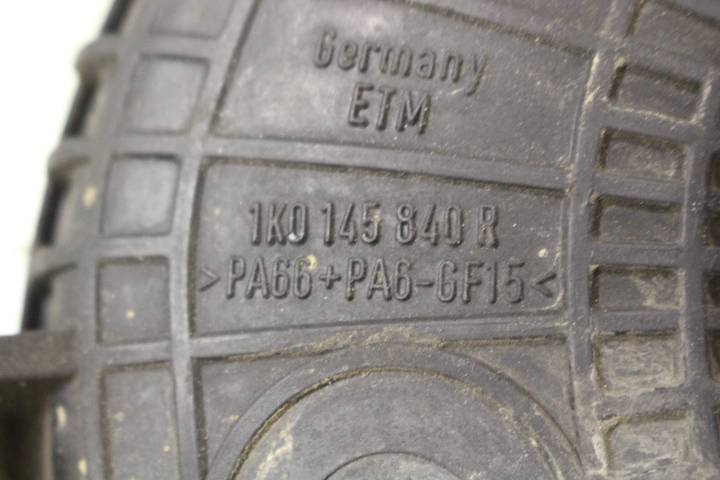 Germany
ETM
1K0 145 840 R
>PA66+PA6-GF15<